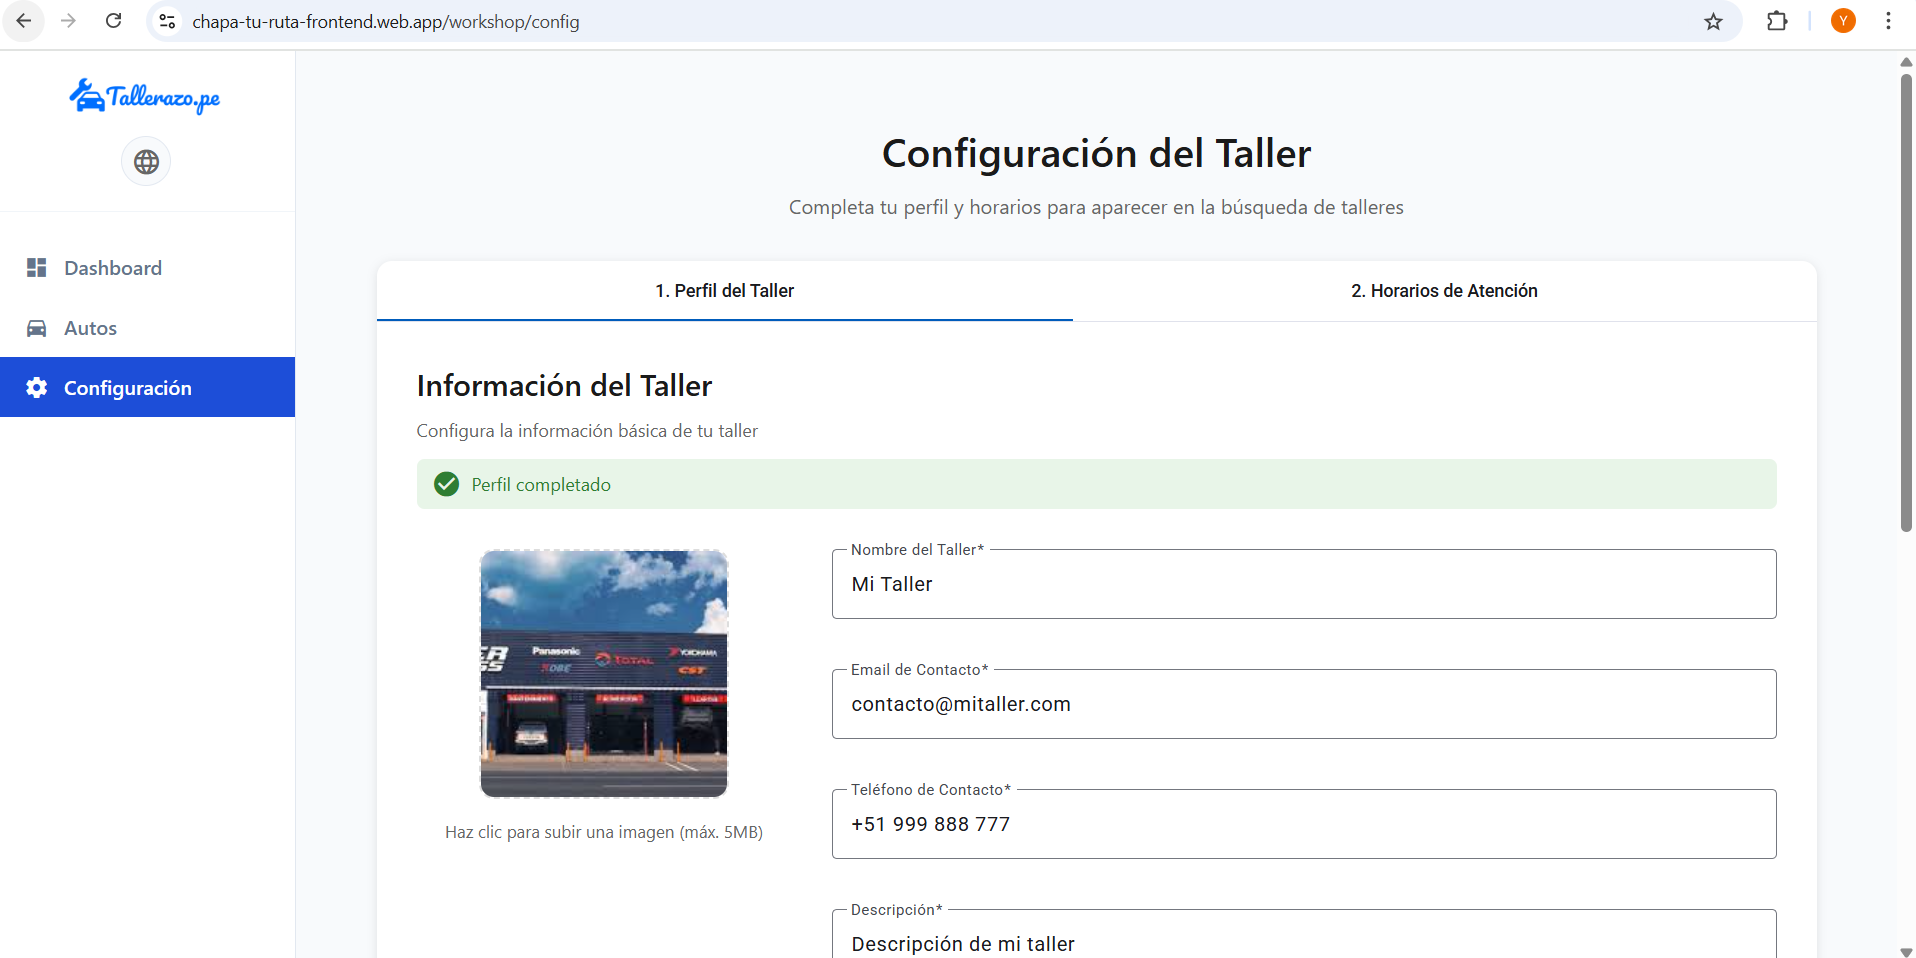 chapa-tu-ruta-frontend.web.app/workshop/config
Y
Tallerazo.pe
Dashboard
Autos
Configuración
Configuración del Taller
Completa tu perfil y horarios para aparecer en la búsqueda de talleres
1. Perfil del Taller
2. Horarios de Atención
Información del Taller
Configura la información básica de tu taller
Perfil completado
Panasonic
TOTAL
YOKOHAMA
KOBE
CST
Haz clic para subir una imagen (máx. 5MB)
Nombre del Taller*
Mi Taller
Email de Contacto*
contacto@mitaller.com
Teléfono de Contacto*
+51 999 888 777
Descripción*
Descripción de mi taller